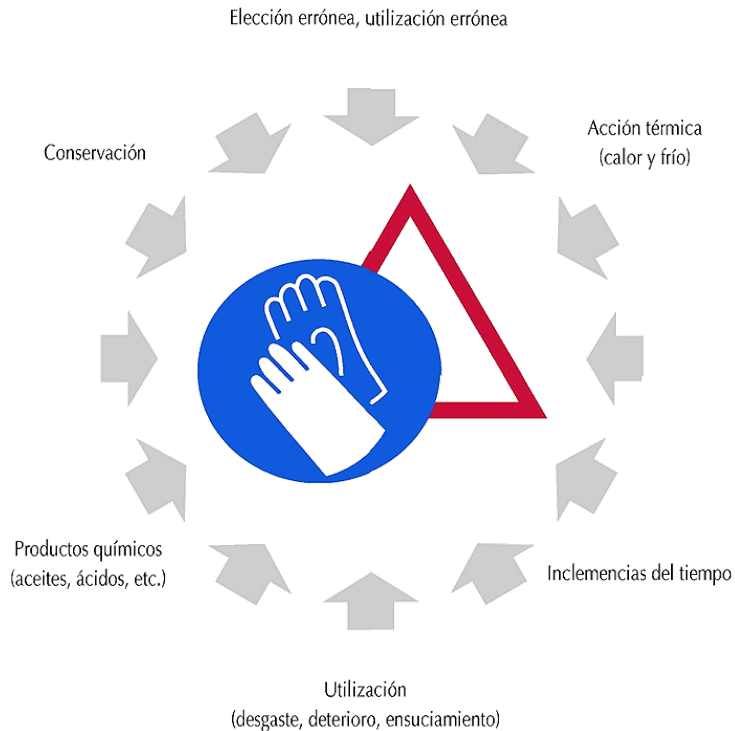 Elección errónea, utilización errónea
Acción térmica
(calor y frío)
Conservación
Productos químicos
(aceites, ácidos, etc.)
Inclemencias del tiempo
Utilización
(desgaste, deterioro, ensuciamiento)